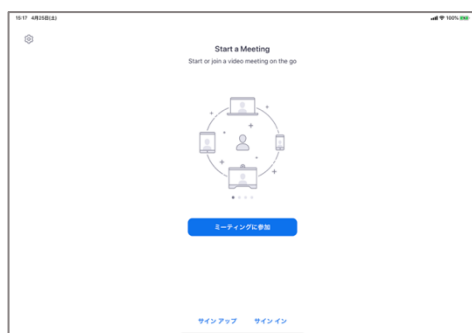 15:17 4月25日(土)
100%
Start a Meeting
Start or join a video meeting on the go
ミーティングに参加
サインアップ サインイン